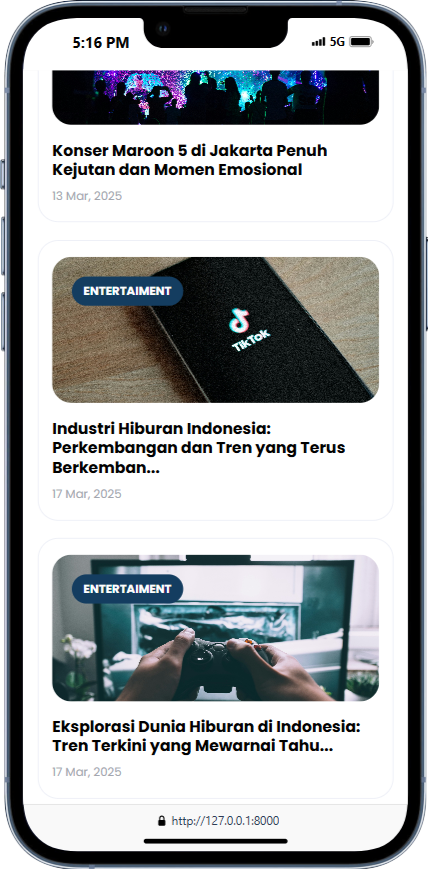 5:16 PM
5G
Konser Maroon 5 di Jakarta Penuh
Kejutan dan Momen Emosional
13 Mar, 2025
ENTERTAIMENT
TikTok
Industri Hiburan Indonesia:
Perkembangan dan Tren yang Terus
Berkemban...
17 Mar, 2025
ENTERTAIMENT
Eksplorasi Dunia Hiburan di Indonesia:
Tren Terkini yang Mewarnai Tahu...
17 Mar, 2025
http://127.0.0.1:8000